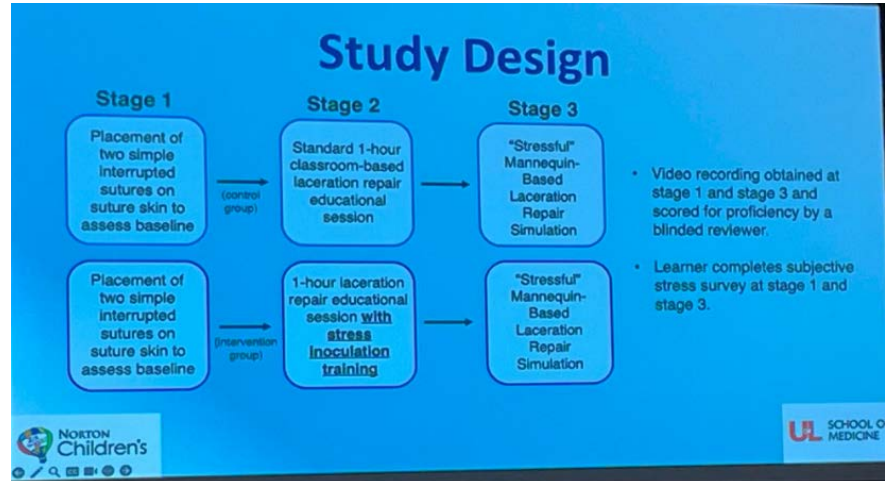 Study Design
Stage 1
Placement of
two simple
interrupted
sutures on
suture skin to
assess baseline
(control
group)
Stage 2
Standard 1-hour
classroom-based
laceration repair
educational
session
Stage 3
"Stressful"
Mannequin-
Based
Laceration
Repair
Simulation
Placement of
two simple
interrupted
sutures on
suture skin to
assess baseline
(intervention
group)
1-hour laceration
repair educational
session with
stress
inoculation
training
"Stressful"
Mannequin-
Based
Laceration
Repair
Simulation
• Video recording obtained at
stage 1 and stage 3 and
scored for proficiency by a
blinded reviewer.
• Learner completes subjective
stress survey at stage 1 and
stage 3.
NORTON
Children's
UL SCHOOL O
MEDICINE